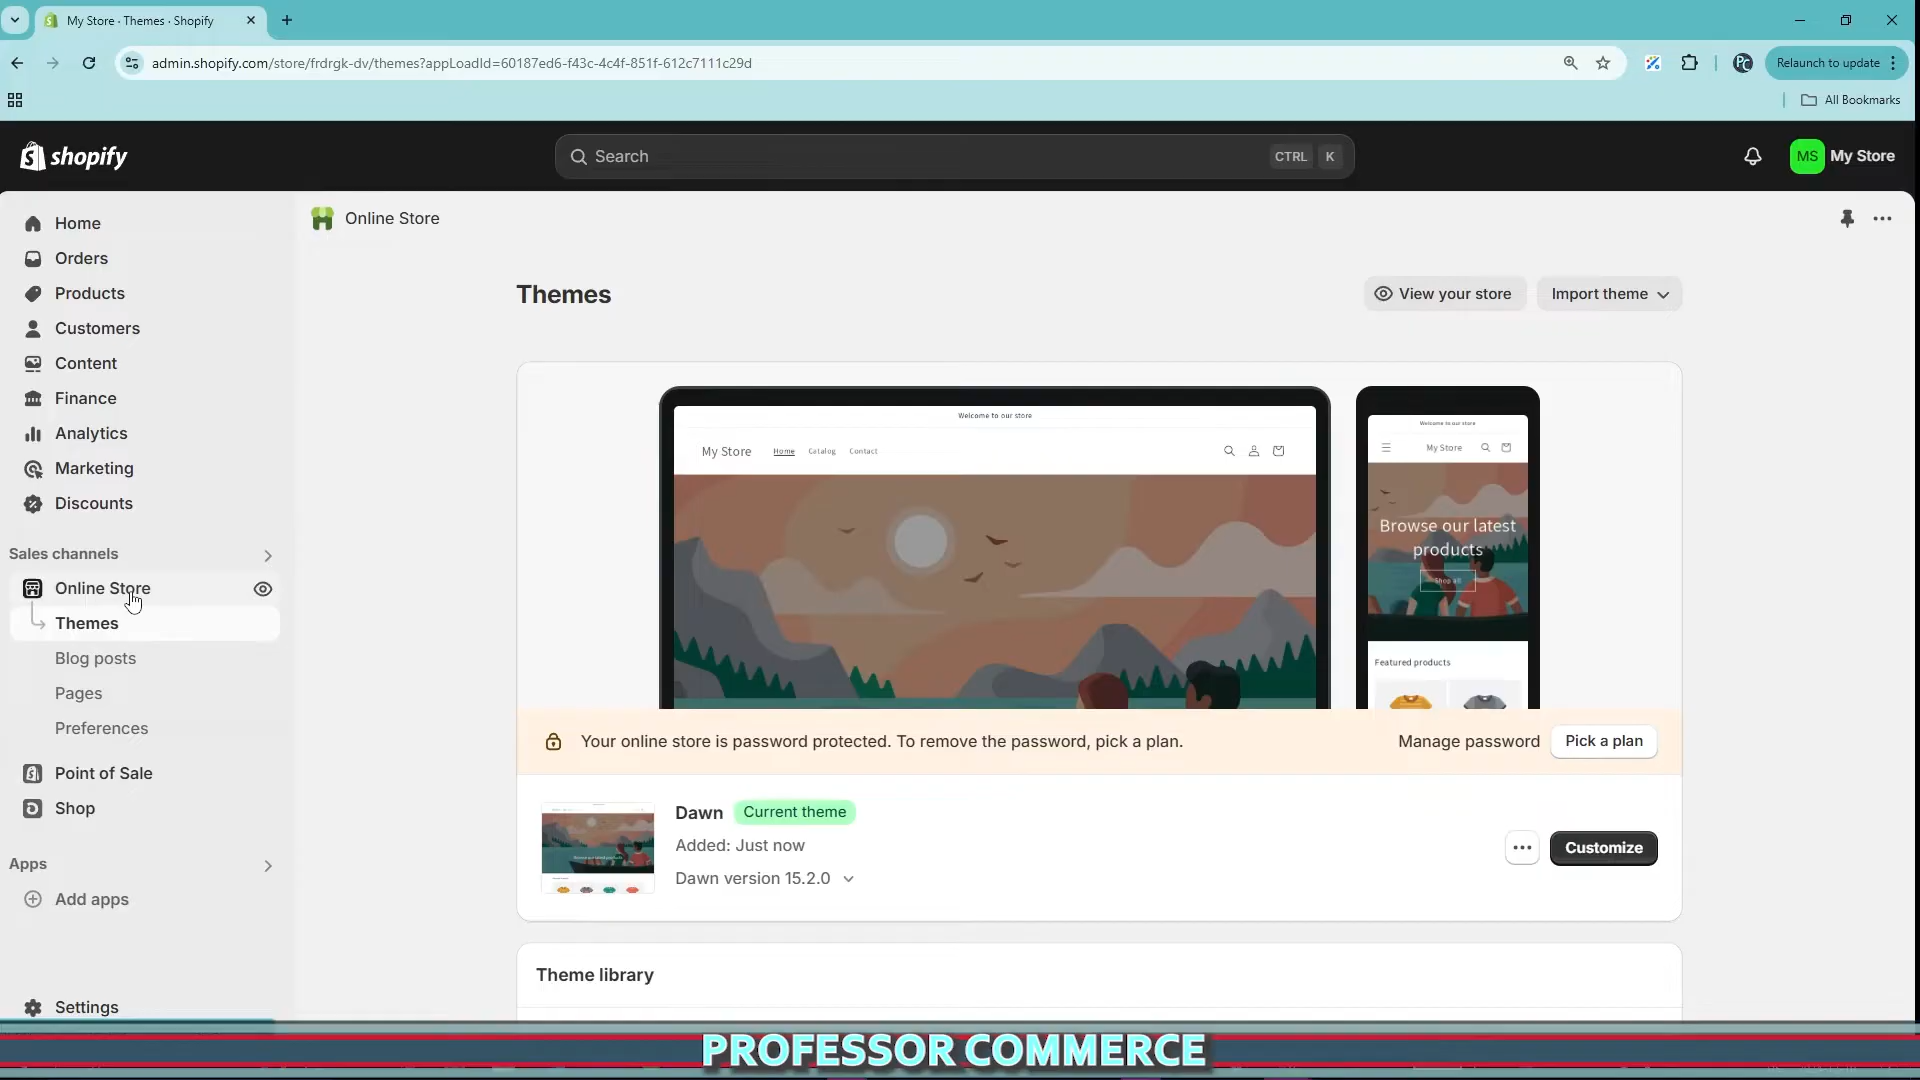 My Store · Themes · Shopify
admin.shopify.com/store/frdrgk-dv/themes?appLoadId=60187ed6-f43c-4c4f-851f-612c7111c29d
PC
Relaunch to update
All Bookmarks
shopify
Search
CTRL K
MS My Store
Home
Orders
Products
Customers
Content
Finance
Analytics
Marketing
Discounts
Sales channels
Online Store
Themes
Blog posts
Pages
Preferences
Point of Sale
Shop
Apps
Add apps
Settings
Online Store
Themes
View your store
Import theme
Welcome to our store
My Store Home Catalog Contact
Welcome to our store
My Store
Browse our latest
products
Shop all
Featured products
Your online store is password protected. To remove the password, pick a plan.
Manage password
Pick a plan
Dawn Current theme
Added: Just now
Dawn version 15.2.0
Customize
Theme library
PROFESSOR COMMERCE